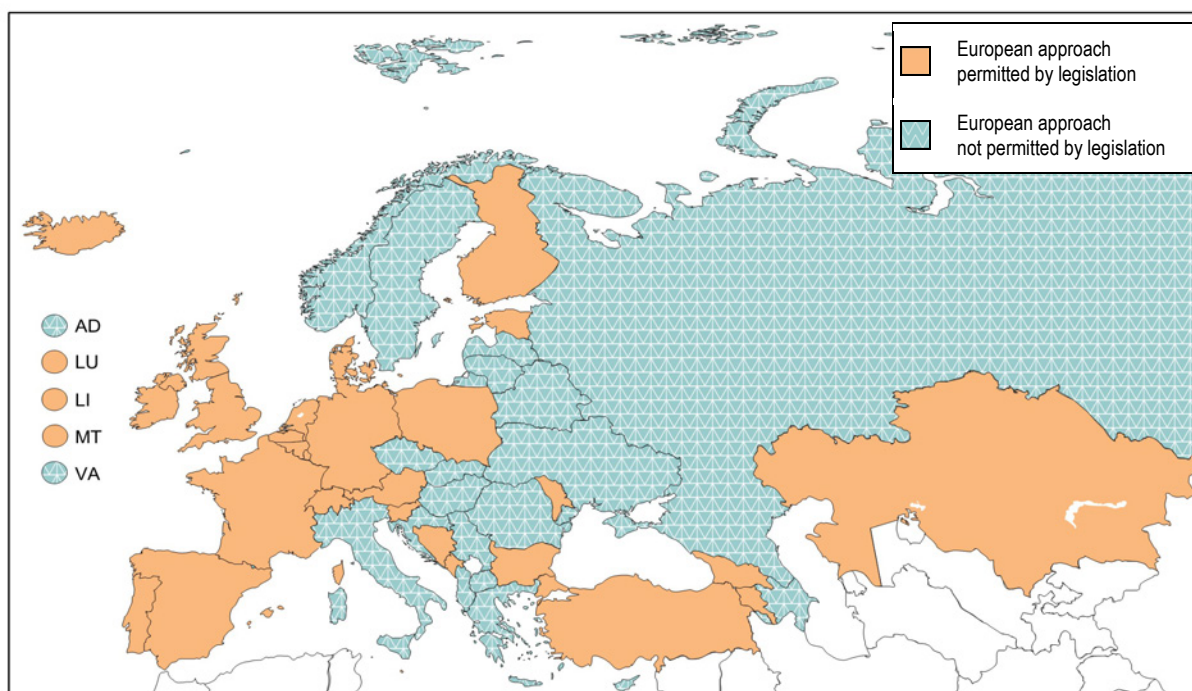 European approach
permitted by legislation
European approach
not permitted by legislation
AD
LU
LI
MT
VA